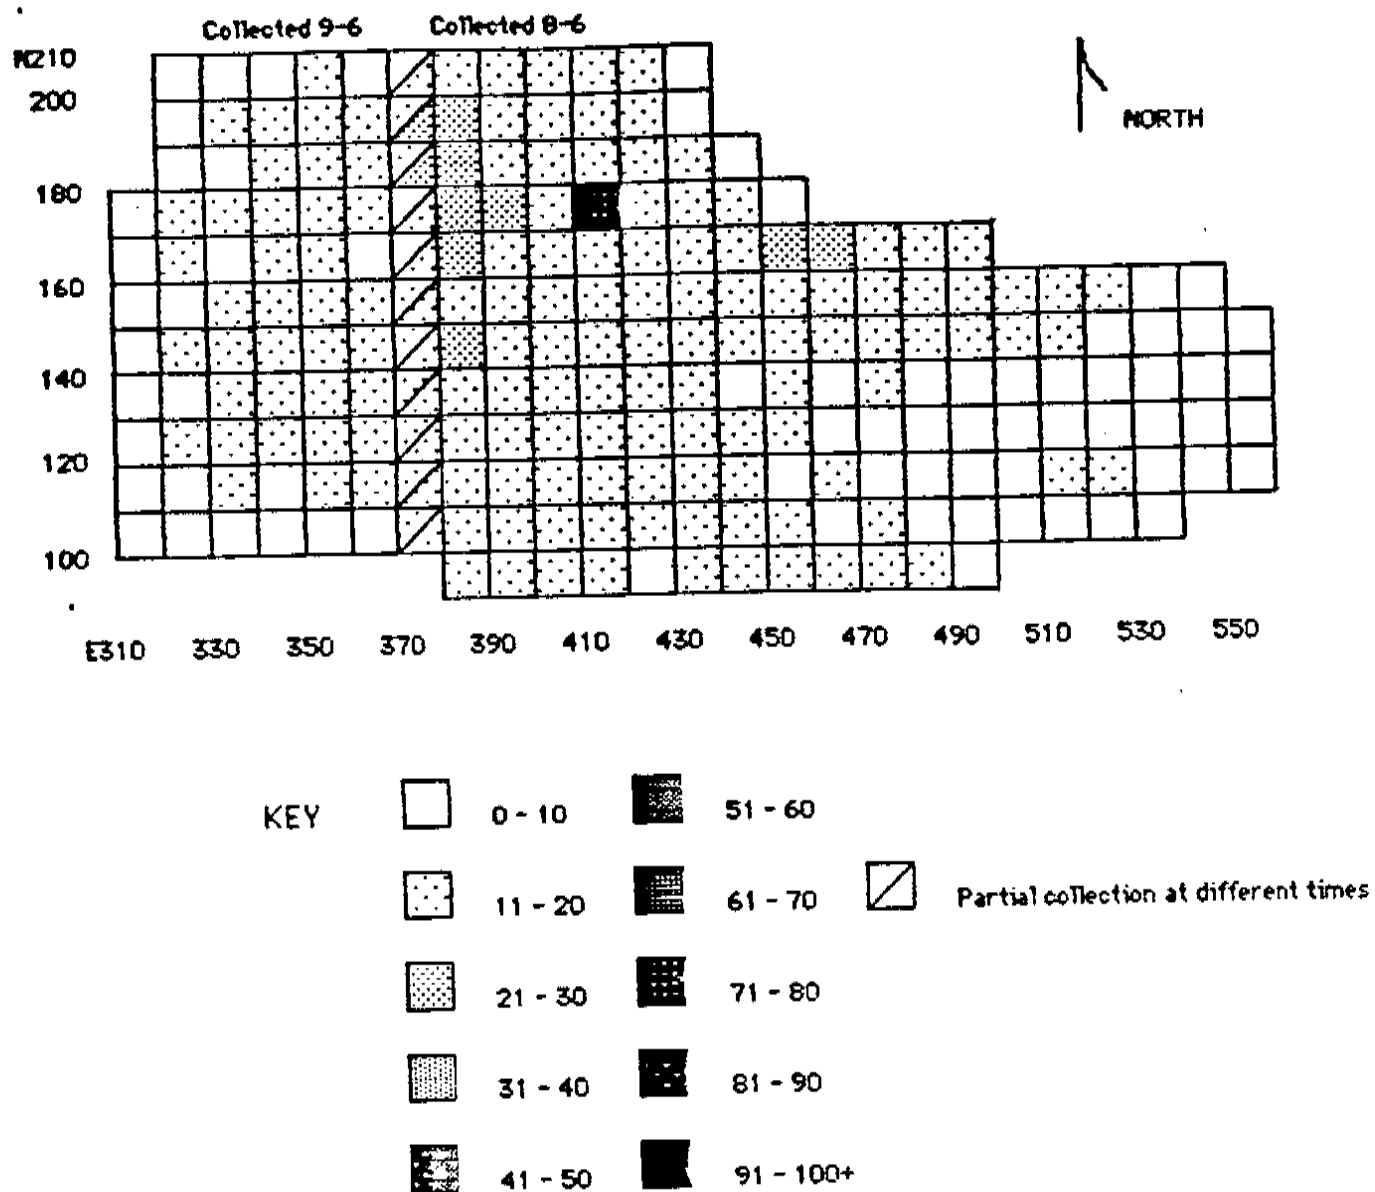 Collected 9-6 Collected 8-6
N210
200
NORTH
180
160
140
120
100
E310 330 350 370 390 410 430 450 470 490 510 530 550
KEY
0 - 10 51 - 60
11 - 20 61 - 70 Partial collection at different times
21 - 30 71 - 80
31 - 40 81 - 90
41 - 50 91 - 100+